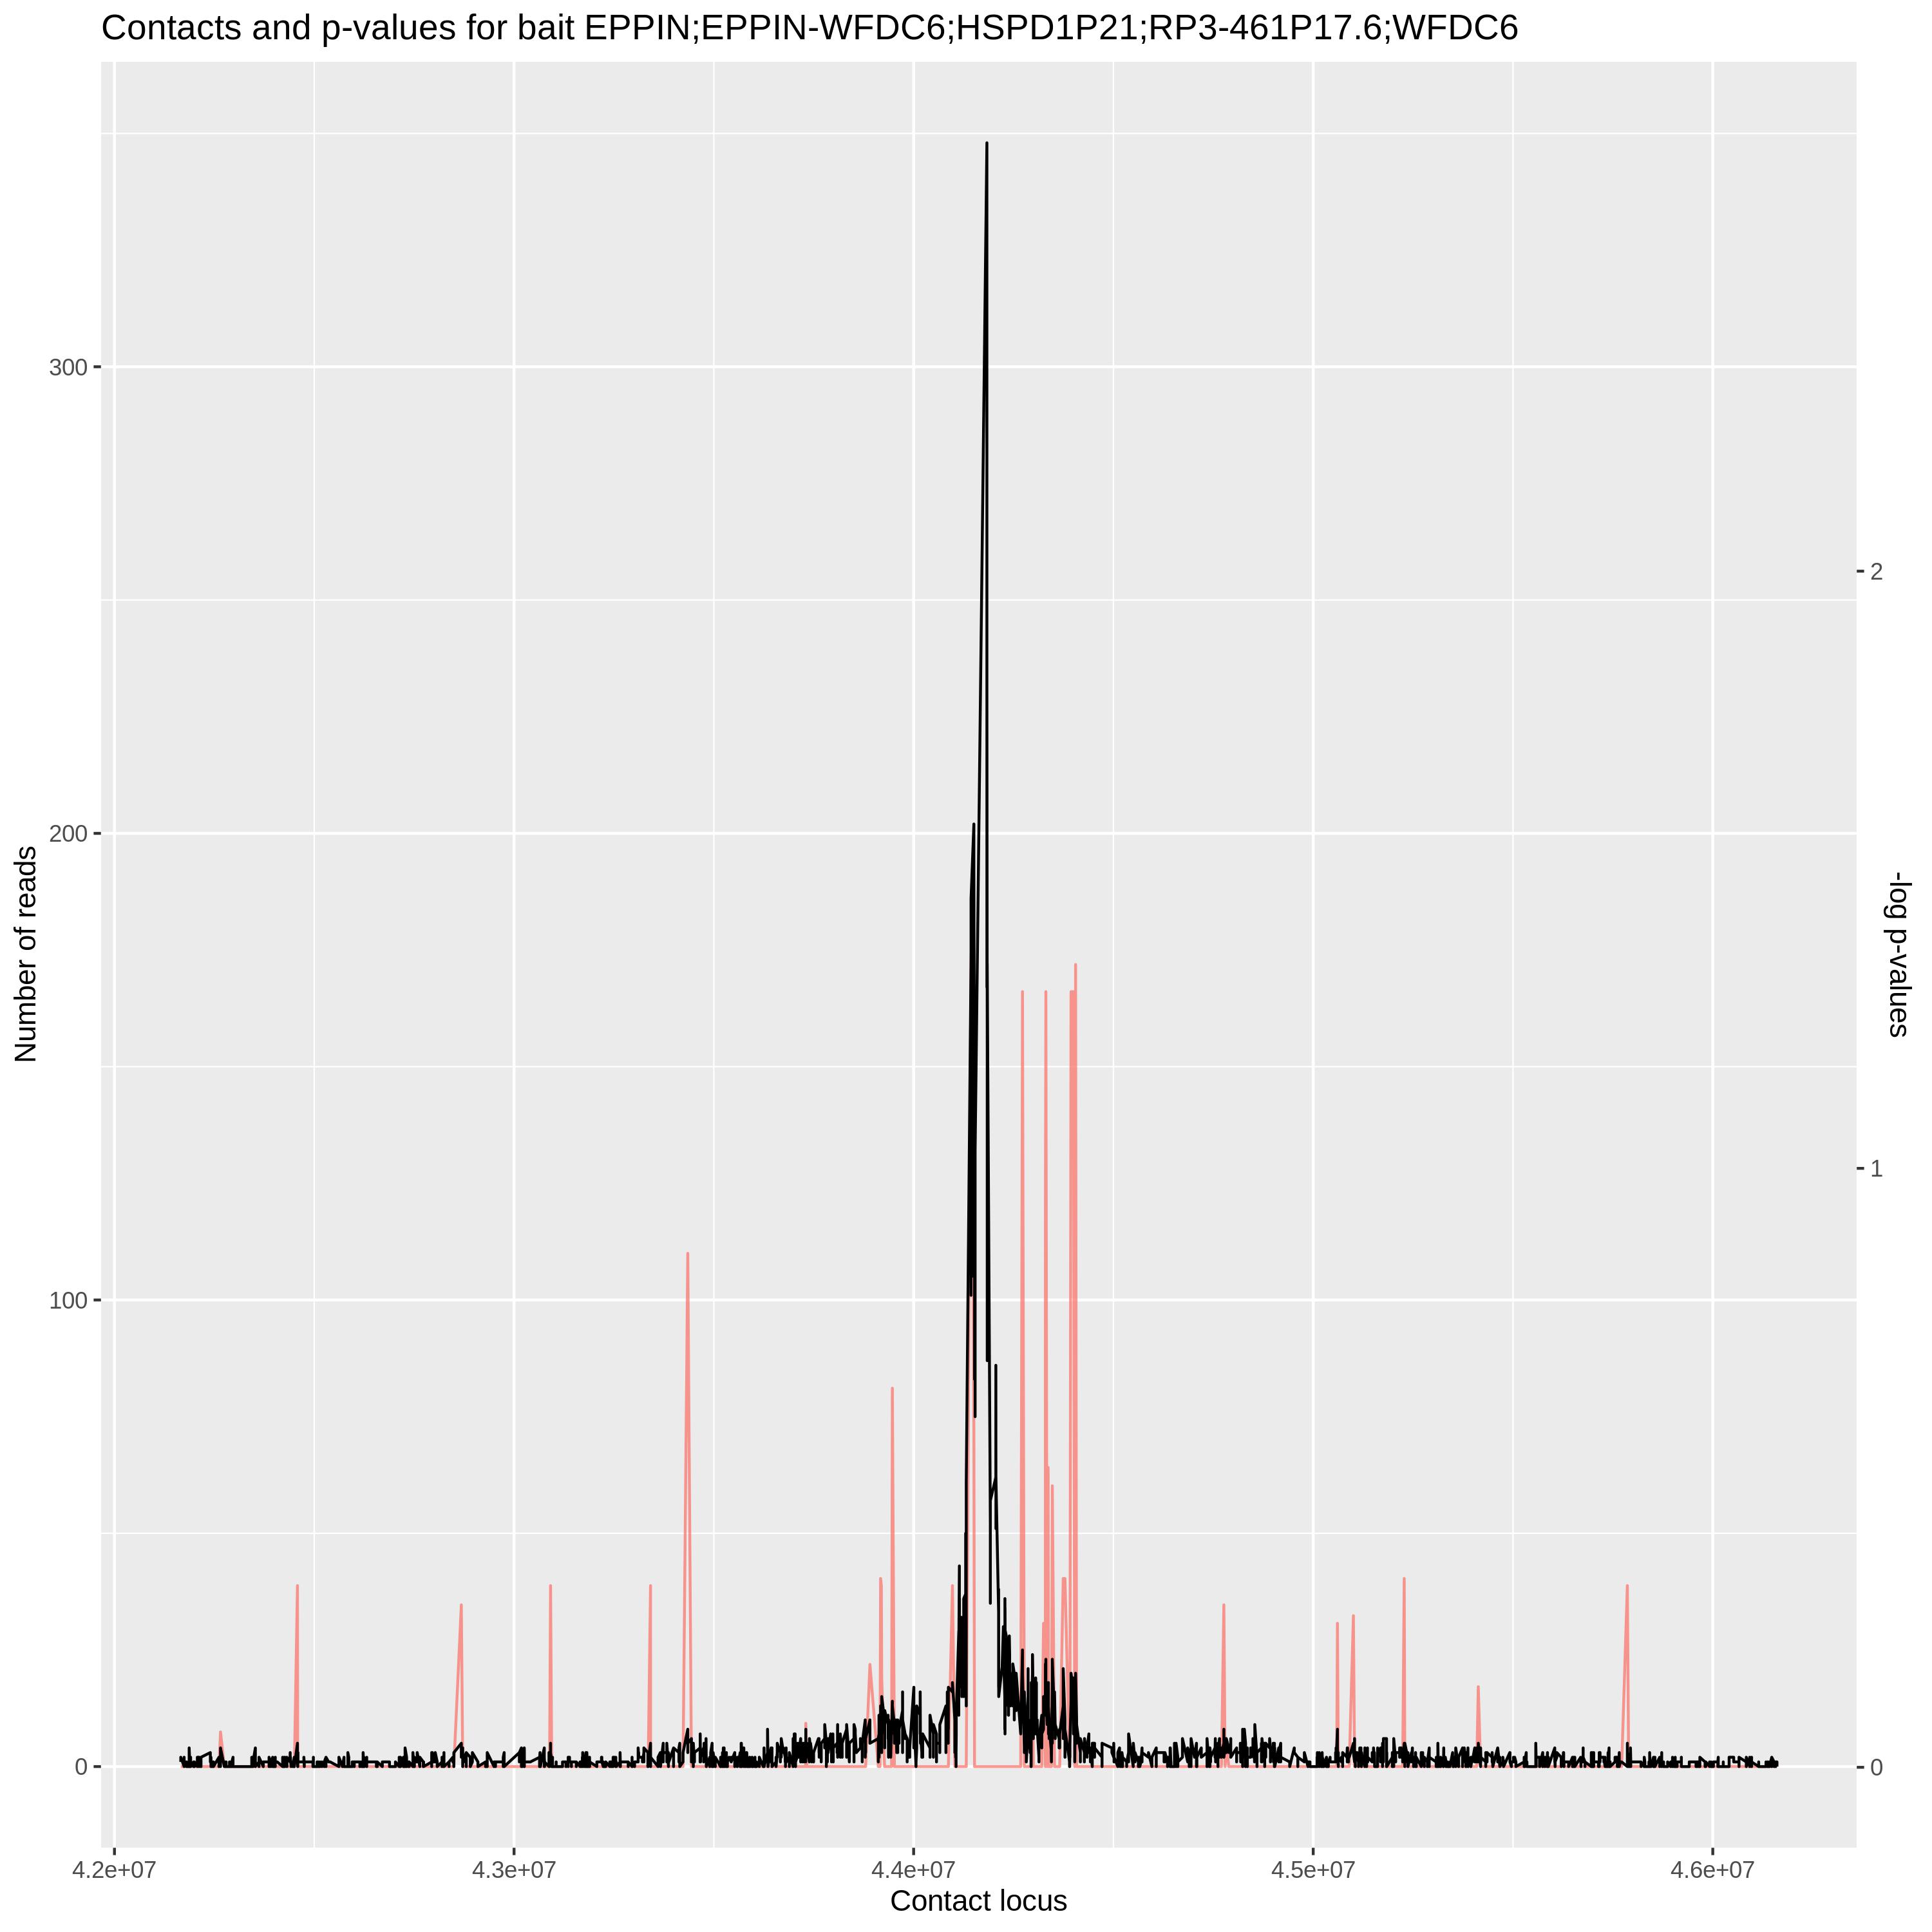 Contacts and p-values for bait EPPIN;EPPIN-WFDC6;HSPD1P21;RP3-461P17.6;WFDC6
300
200
100
0
Number of reads
2
1
0
-log p-values
4.2e+07
4.3e+07
4.4e+07
4.5e+07
4.6e+07
Contact locus